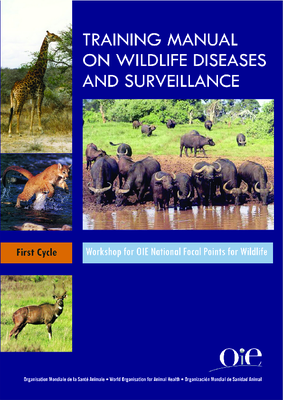 TRAINING MANUAL
ON WILDLIFE DISEASES
AND SURVEILLANCE
First Cycle
Workshop for OIE National Focal Points for Wildlife
Oie
Organisation Mondiale de la Santé Animale • World Organisation for Animal Health • Organización Mundial de Sanidad Animal